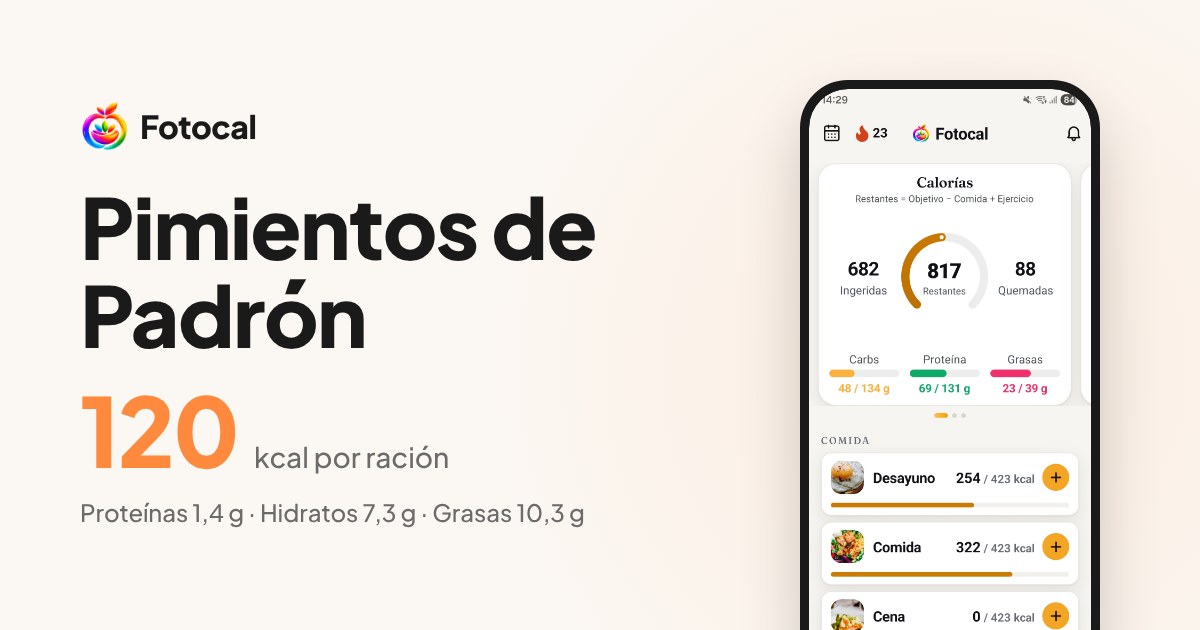 Fotocal
Pimientos de
Padrón
120 kcal por ración
Proteínas 1,4 g · Hidratos 7,3 g · Grasas 10,3 g
14:29
84
23
Fotocal
Calorías
Restantes = Objetivo − Comida + Ejercicio
682
Ingeridas
817
Restantes
88
Quemadas
Carbs
48 / 134 g
Proteína
69 / 131 g
Grasas
23 / 39 g
COMIDA
Desayuno 254 / 423 kcal +
Comida 322 / 423 kcal +
Cena 0 / 423 kcal +